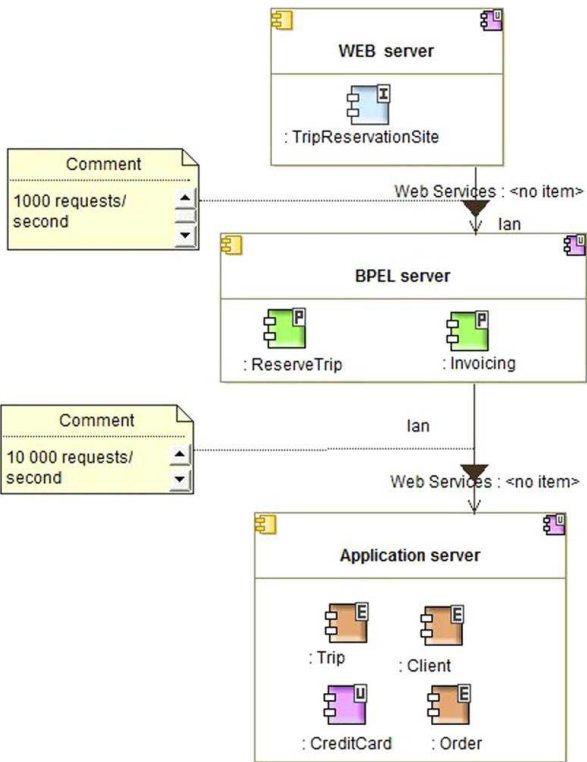 U
WEB server
I
: TripReservationSite
Comment
1000 requests/
second
Web Services : <no item>
lan
U
BPEL server
P
P
: ReserveTrip
: Invoicing
Comment
10 000 requests/
second
lan
Web Services : <no item>
U
Application server
E
E
: Trip
: Client
U
E
: CreditCard
: Order